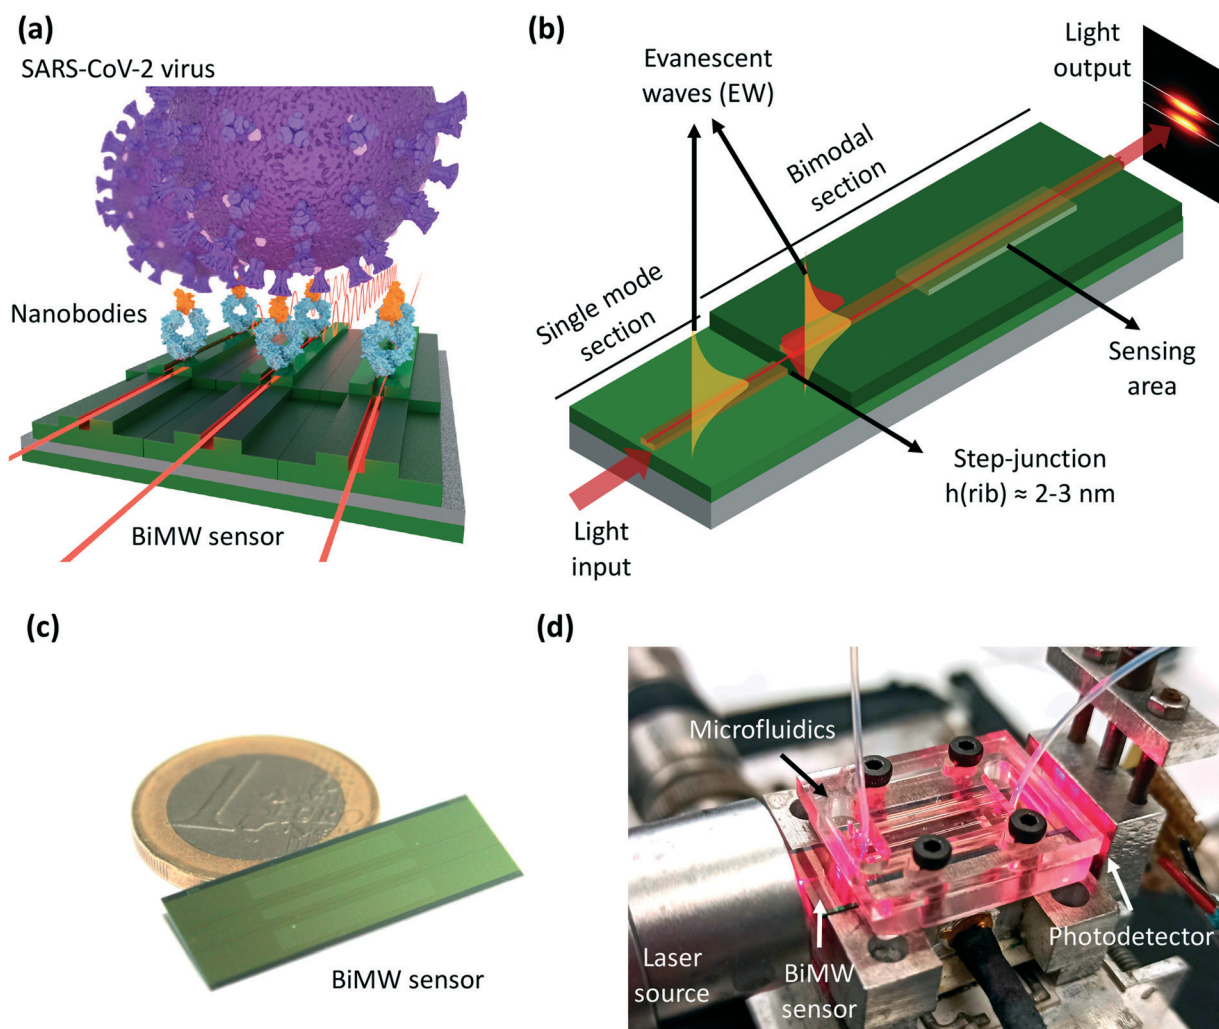 (a)
SARS-CoV-2 virus
Nanobodies
BiMW sensor
(b)
Evanescent
waves (EW)
Light
output
Bimodal
section
Single mode
section
Sensing
area
Step-junction
h(rib) ≈ 2-3 nm
Light
input
(c)
BiMW sensor
(d)
Microfluidics
Laser
source
BiMW
sensor
Photodetector